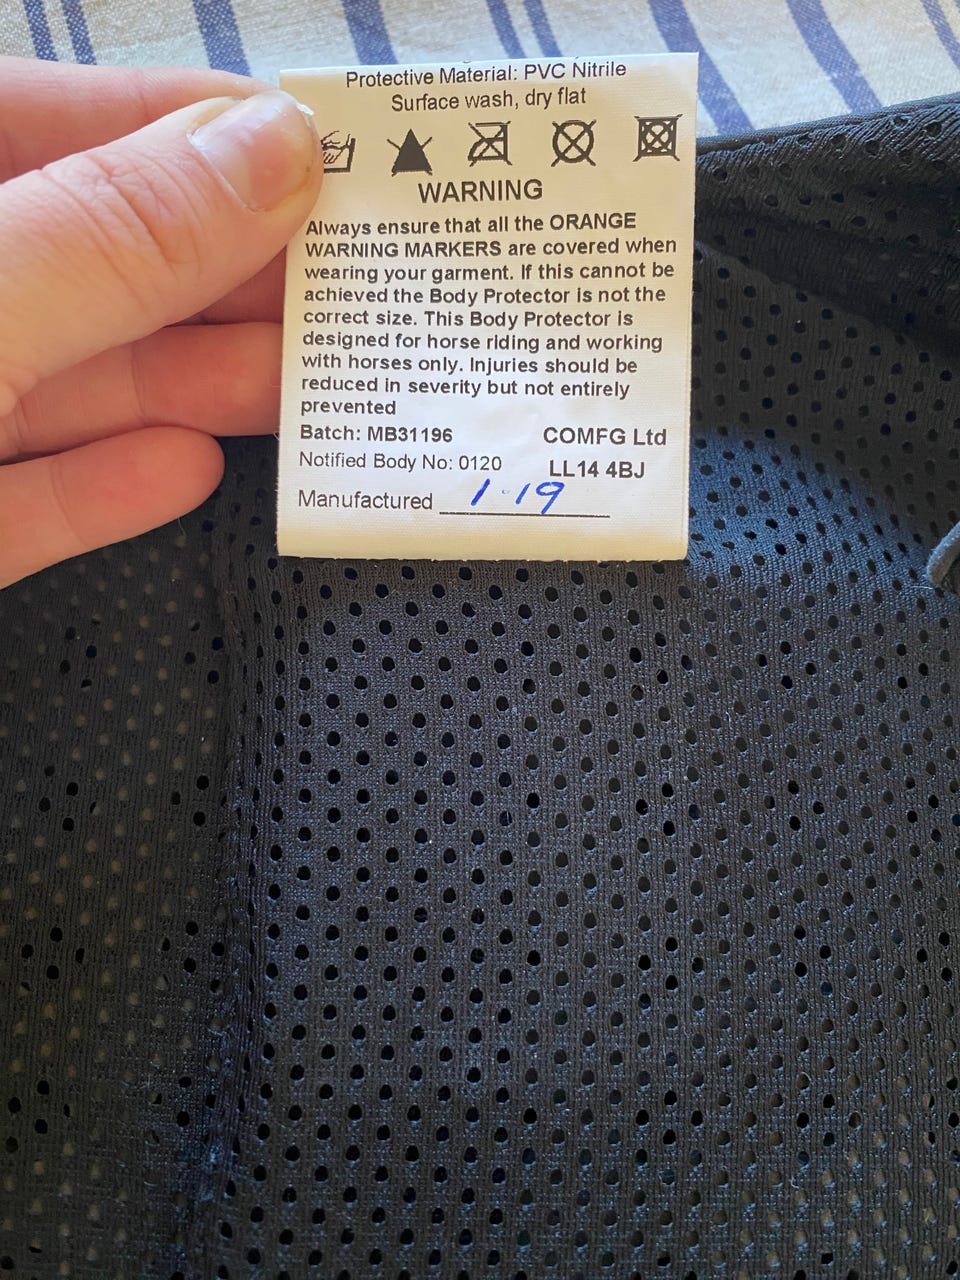 Protective Material: PVC Nitrile
Surface wash, dry flat
WARNING
Always ensure that all the ORANGE
WARNING MARKERS are covered when
wearing your garment. If this cannot be
achieved the Body Protector is not the
correct size. This Body Protector is
designed for horse riding and working
with horses only. Injuries should be
reduced in severity but not entirely
prevented
Batch: MB31196 COMFG Ltd
Notified Body No: 0120 LL14 4BJ
Manufactured 1·19